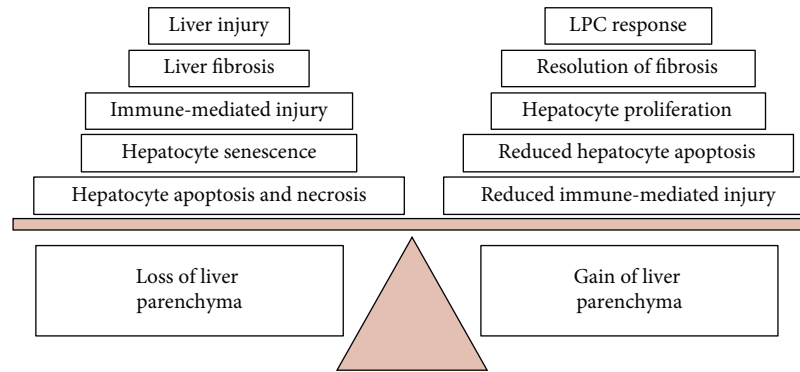 Liver injury
Liver fibrosis
Immune-mediated injury
Hepatocyte senescence
Hepatocyte apoptosis and necrosis
LPC response
Resolution of fibrosis
Hepatocyte proliferation
Reduced hepatocyte apoptosis
Reduced immune-mediated injury
Loss of liver
parenchyma
Gain of liver
parenchyma